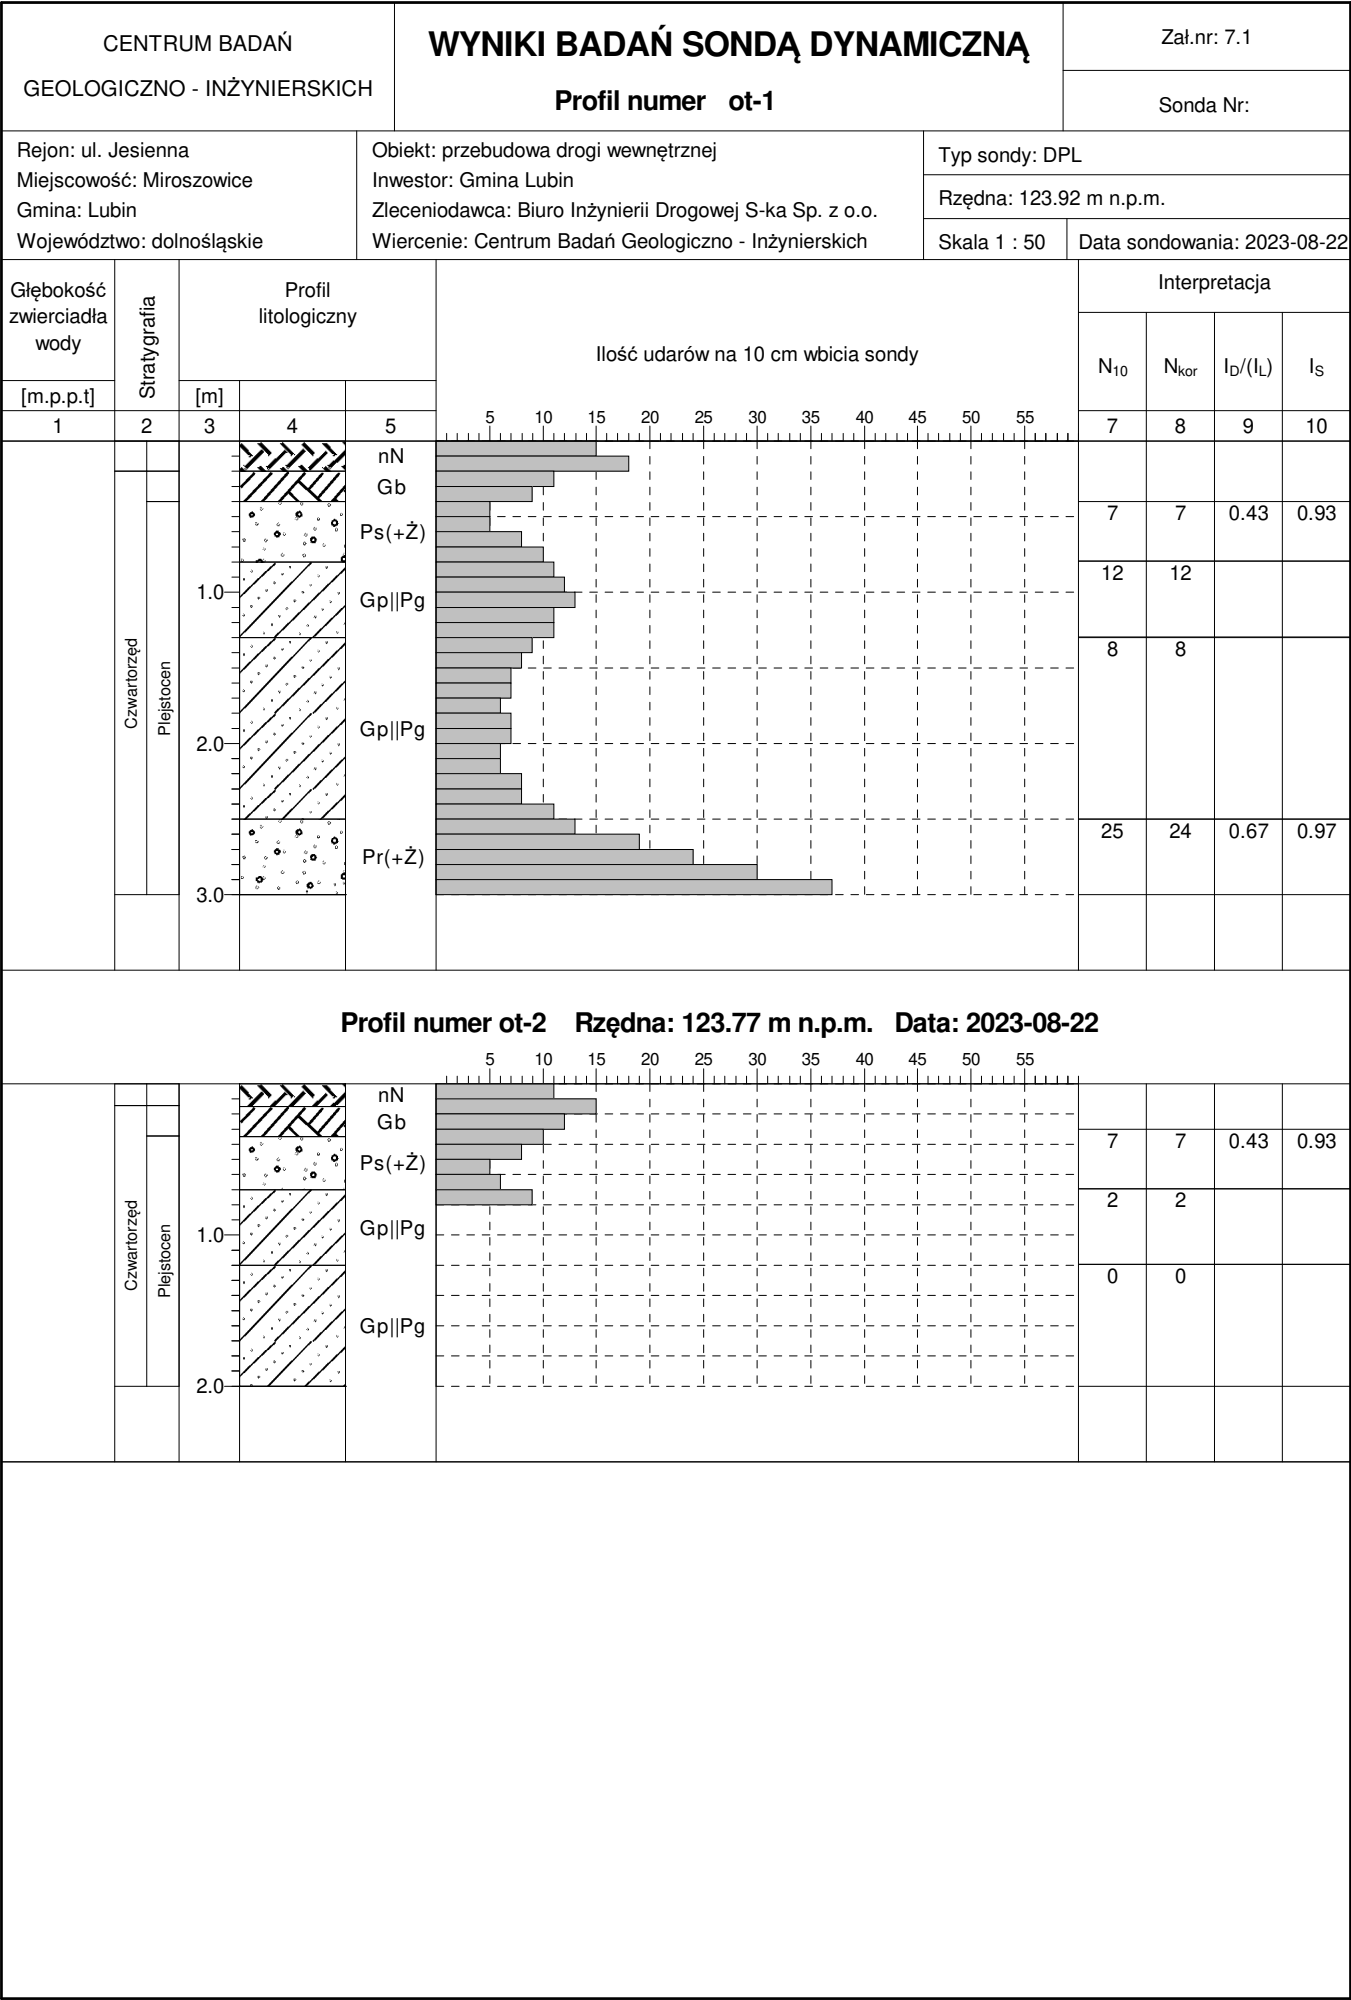 CENTRUM BADAŃ
GEOLOGICZNO - INŻYNIERSKICH
WYNIKI BADAŃ SONDĄ DYNAMICZNĄ
Profil numer ot-1
Zał.nr: 7.1
Sonda Nr:
Rejon: ul. Jesienna
Miejscowość: Miroszowice
Gmina: Lubin
Województwo: dolnośląskie
Obiekt: przebudowa drogi wewnętrznej
Inwestor: Gmina Lubin
Zleceniodawca: Biuro Inżynierii Drogowej S-ka Sp. z o.o.
Wiercenie: Centrum Badań Geologiczno - Inżynierskich
Typ sondy: DPL
Rzędna: 123.92 m n.p.m.
Skala 1 : 50
Data sondowania: 2023-08-22
Głębokość
zwierciadła
wody
[m.p.p.t]
Stratygrafia
Profil
litologiczny
[m]
Ilość udarów na 10 cm wbicia sondy
Interpretacja
N10 Nkor ID/(IL) IS
5 10 15 20 25 30 35 40 45 50 55
1 2 3 4 5 7 8 9 10
nN
Gb
Ps(+Ż) 7 7 0.43 0.93
12 12
1.0 Gp||Pg
8 8
Czwartorzęd
Plejstocen
Gp||Pg
2.0
25 24 0.67 0.97
Pr(+Ż)
3.0
Profil numer ot-2 Rzędna: 123.77 m n.p.m. Data: 2023-08-22
5 10 15 20 25 30 35 40 45 50 55
nN
Gb
7 7 0.43 0.93
Ps(+Ż)
2 2
1.0 Gp||Pg
Czwartorzęd
Plejstocen
0 0
Gp||Pg
2.0